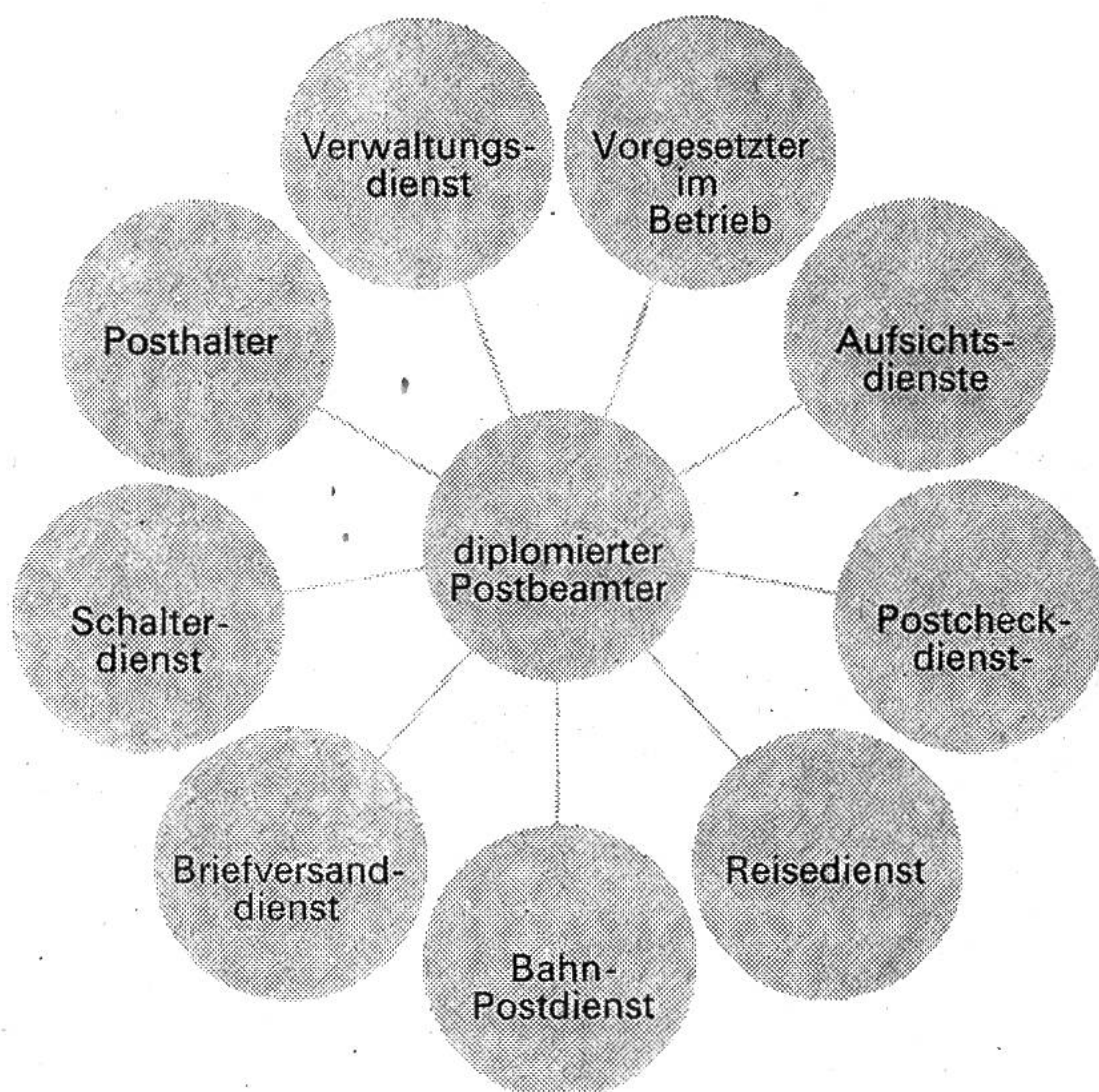 Verwaltungs-
dienst
Vorgesetzter
im
Betrieb
Posthalter
Aufsichts-
dienste
diplomierter
Postbeamter
Schalter-
dienst
Postcheck-
dienst-
Briefversand-
dienst
Reisedienst
Bahn-
Postdienst